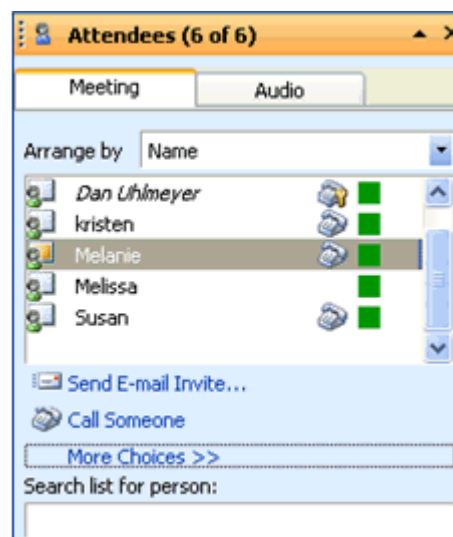 Attendees (6 of 6)
Meeting Audio
Arrange by Name
Dan Uhlmeyer
kristen
Melanie
Melissa
Susan
Send E-mail Invite...
Call Someone
More Choices >>
Search list for person: